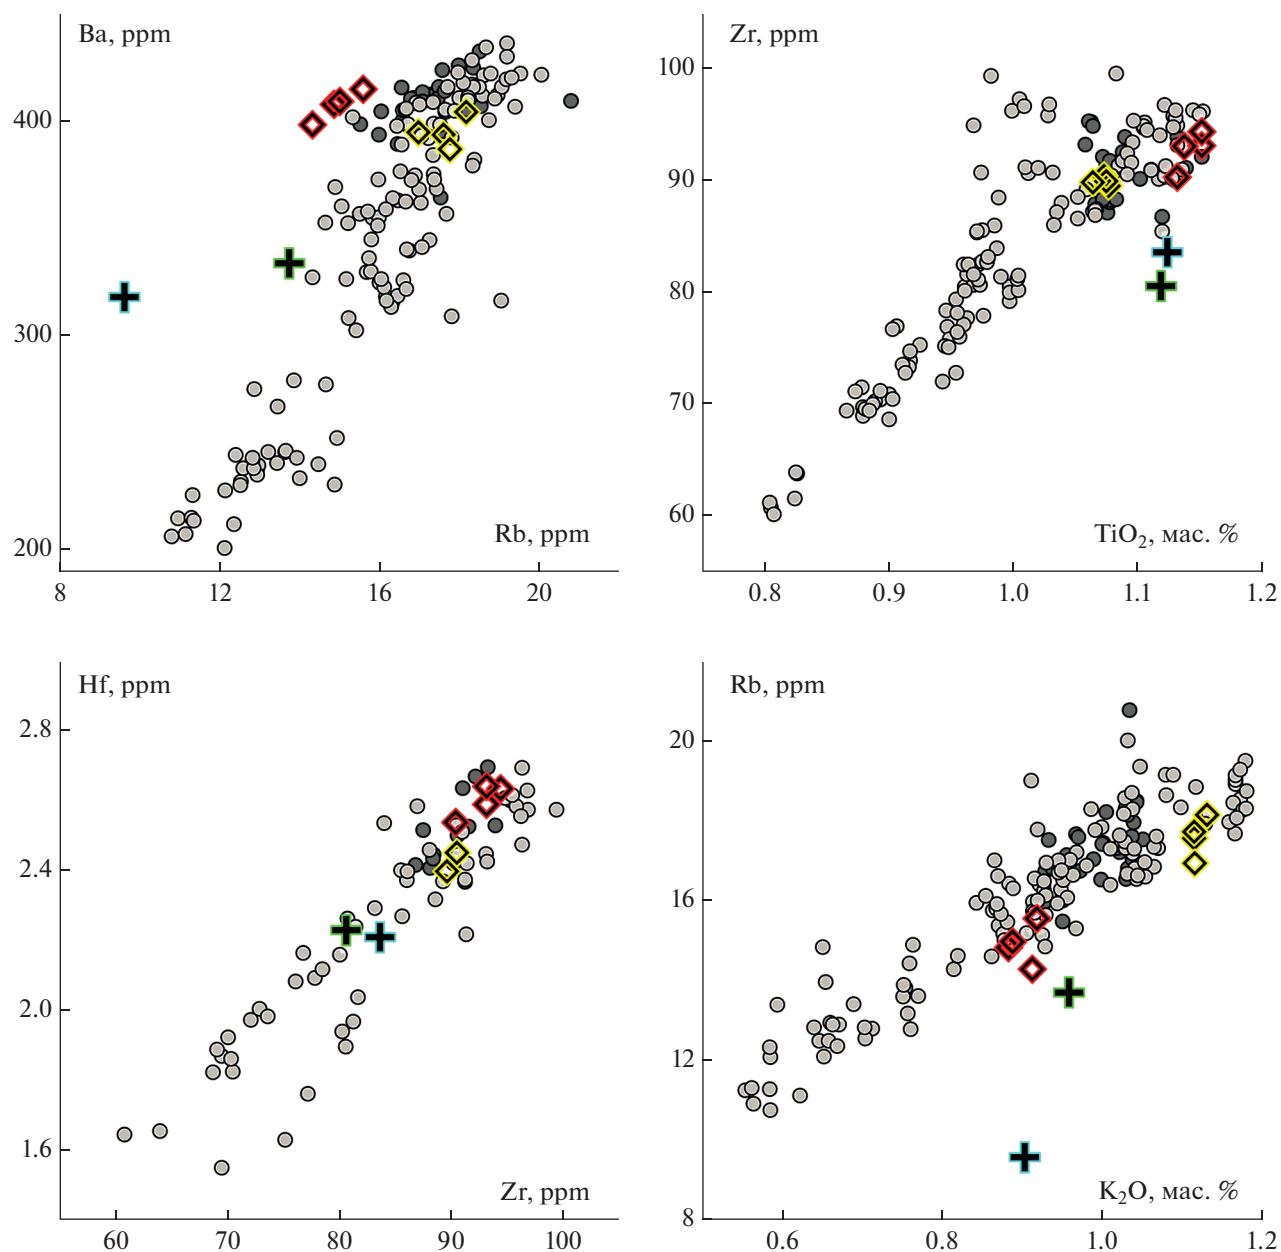 Ba, ppm
400
300
200
Rb, ppm
8 12 16 20
Zr, ppm
100
90
80
70
60
TiO₂, мас. %
0.8 0.9 1.0 1.1 1.2
Hf, ppm
2.8
2.4
2.0
1.6
Zr, ppm
60 70 80 90 100
Rb, ppm
20
16
12
8
K₂O, мас. %
0.6 0.8 1.0 1.2